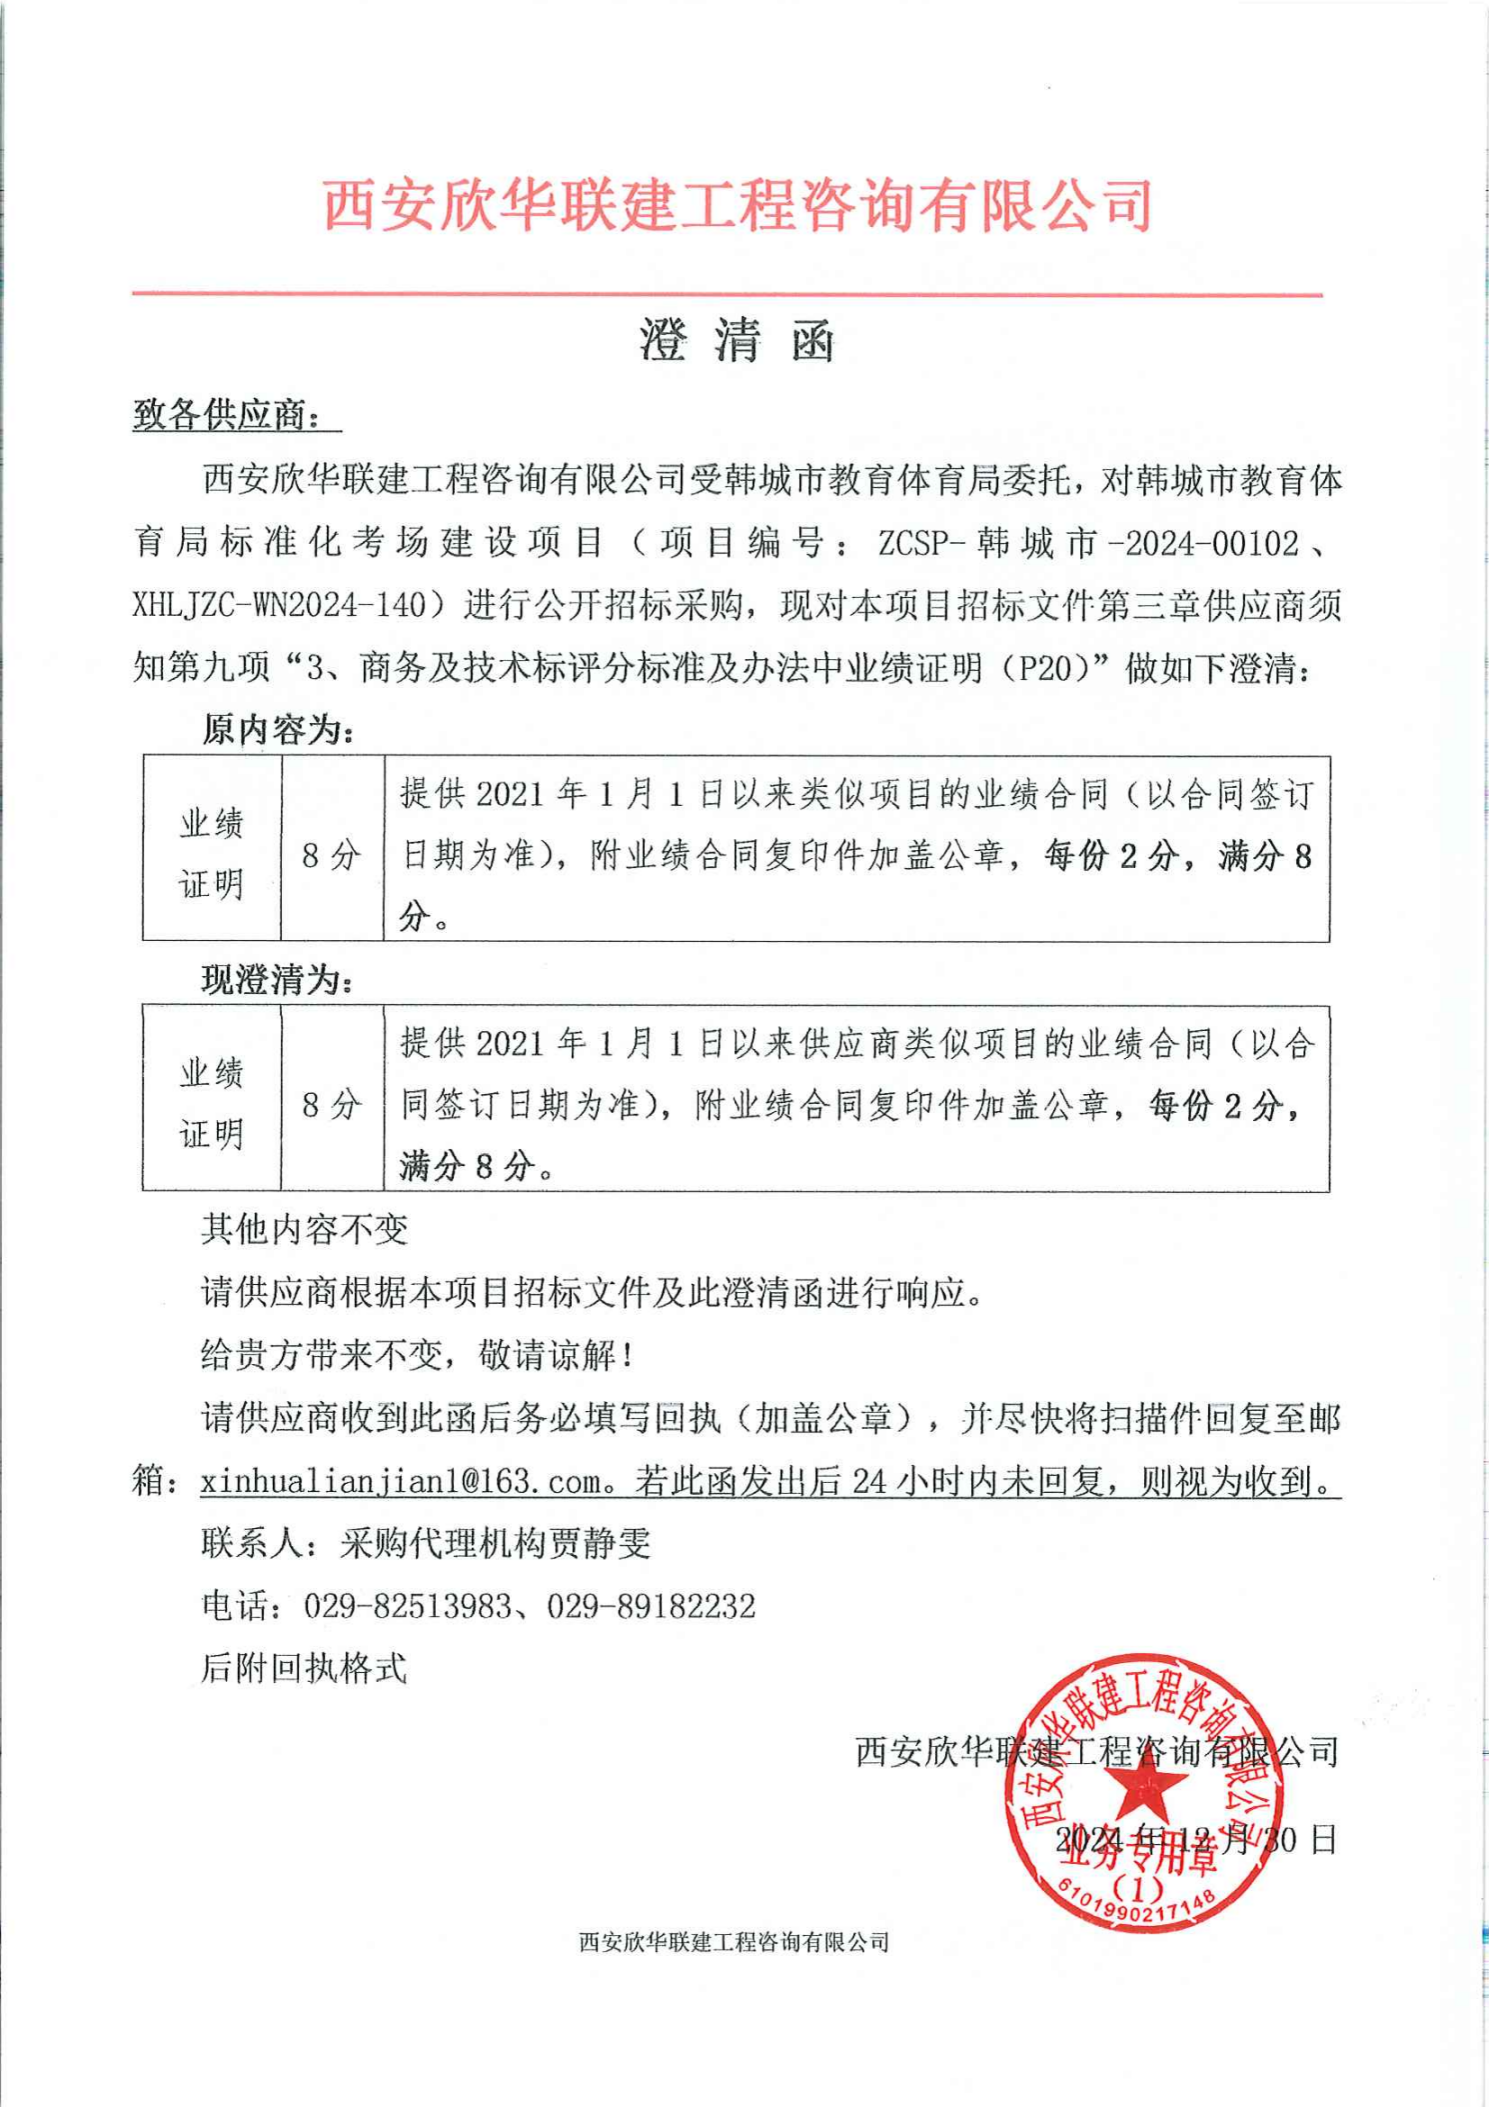 西安欣华联建工程咨询有限公司
澄 清 函
致各供应商：
西安欣华联建工程咨询有限公司受韩城市教育体育局委托，对韩城市教育体
育局标准化考场建设项目（项目编号：ZCSP-韩城市-2024-00102、
XHLJZC-WN2024-140）进行公开招标采购，现对本项目招标文件第三章供应商须
知第九项“3、商务及技术标评分标准及办法中业绩证明（P20）”做如下澄清：
原内容为：
业绩
证明
8 分
提供 2021 年 1 月 1 日以来类似项目的业绩合同（以合同签订
日期为准），附业绩合同复印件加盖公章，每份 2 分，满分 8
分。
现澄清为：
业绩
证明
8 分
提供 2021 年 1 月 1 日以来供应商类似项目的业绩合同（以合
同签订日期为准），附业绩合同复印件加盖公章，每份 2 分，
满分 8 分。
其他内容不变
请供应商根据本项目招标文件及此澄清函进行响应。
给贵方带来不变，敬请谅解！
请供应商收到此函后务必填写回执（加盖公章），并尽快将扫描件回复至邮
箱：xinhualianjian1@163.com。若此函发出后 24 小时内未回复，则视为收到。
联系人：采购代理机构贾静雯
电话：029-82513983、029-89182232
后附回执格式
西安欣华联建工程咨询有限公司
2024 年 12 月 30 日
西安欣华联建工程咨询有限公司
业务专用章
（1）
6101990217148
西安欣华联建工程咨询有限公司